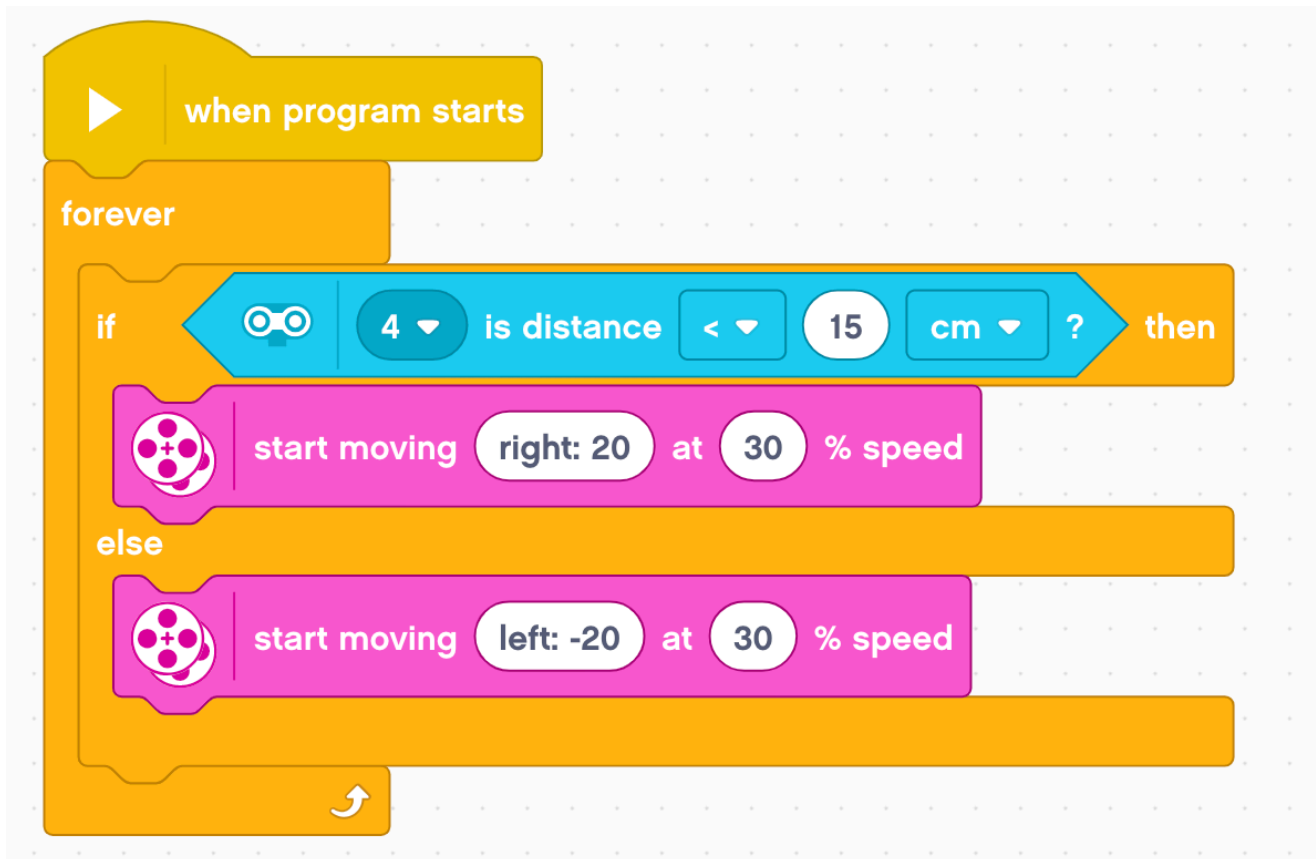 when program starts
forever
if 4 is distance < 15 cm ? then
start moving right: 20 at 30 % speed
else
start moving left: -20 at 30 % speed